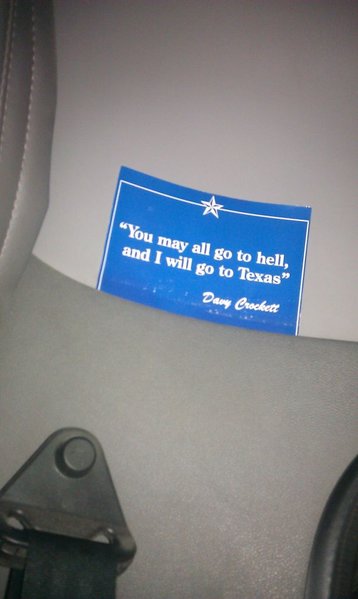 “You may all go to hell,
and I will go to Texas”
Davy Crockett